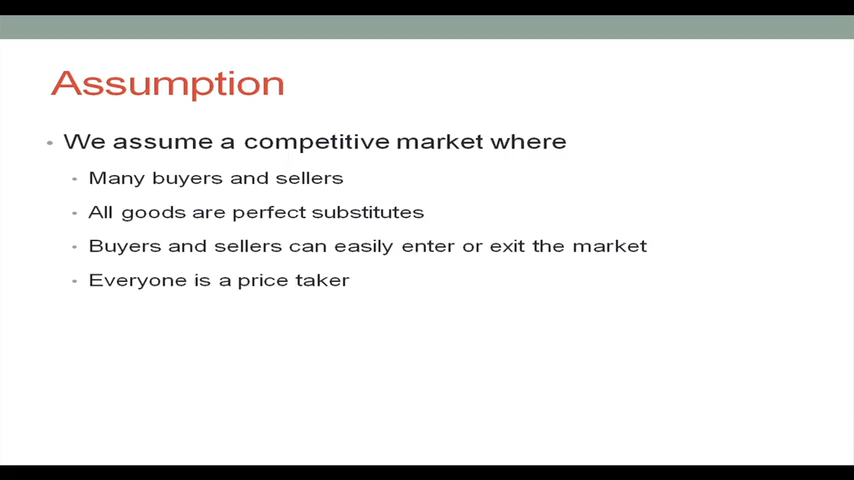 Assumption
• We assume a competitive market where
• Many buyers and sellers
• All goods are perfect substitutes
• Buyers and sellers can easily enter or exit the market
• Everyone is a price taker